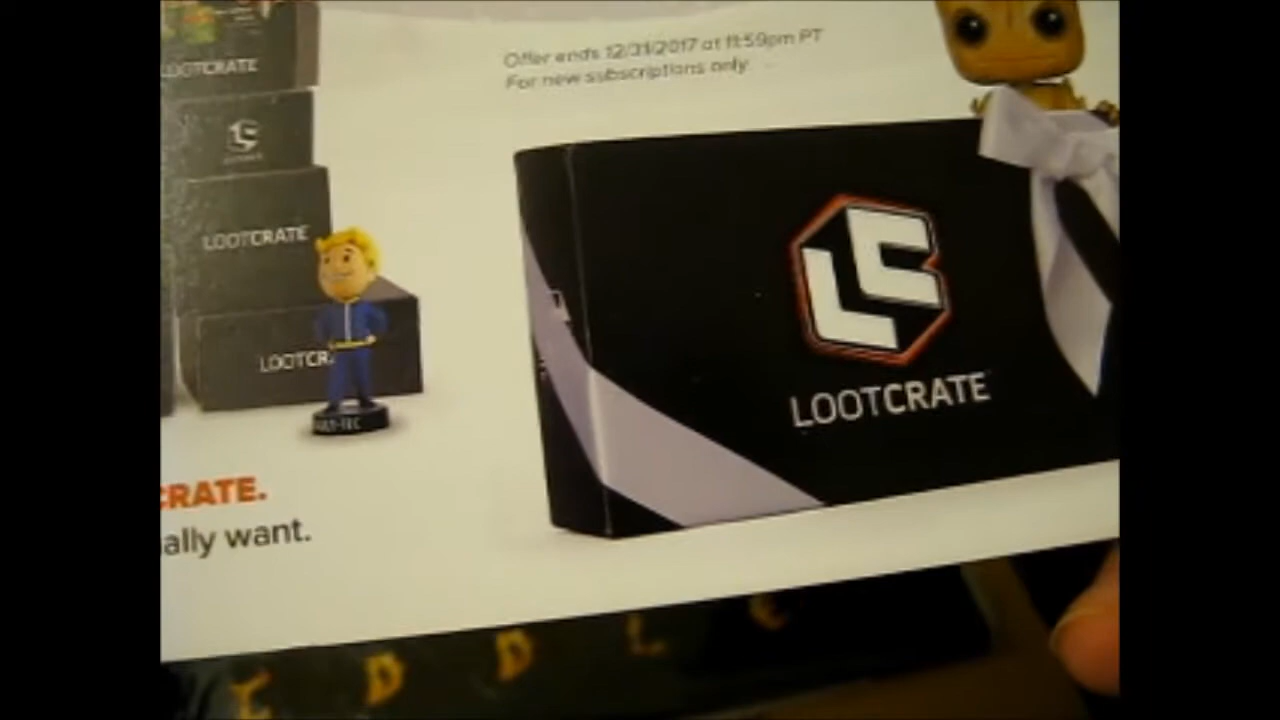 LOOTCRATE
Offer ends 12/31/2017 at 11:59pm PT
For new subscriptions only
LOOTCRATE
LOOTCRA
LOOTCRATE
CRATE.
ally want.